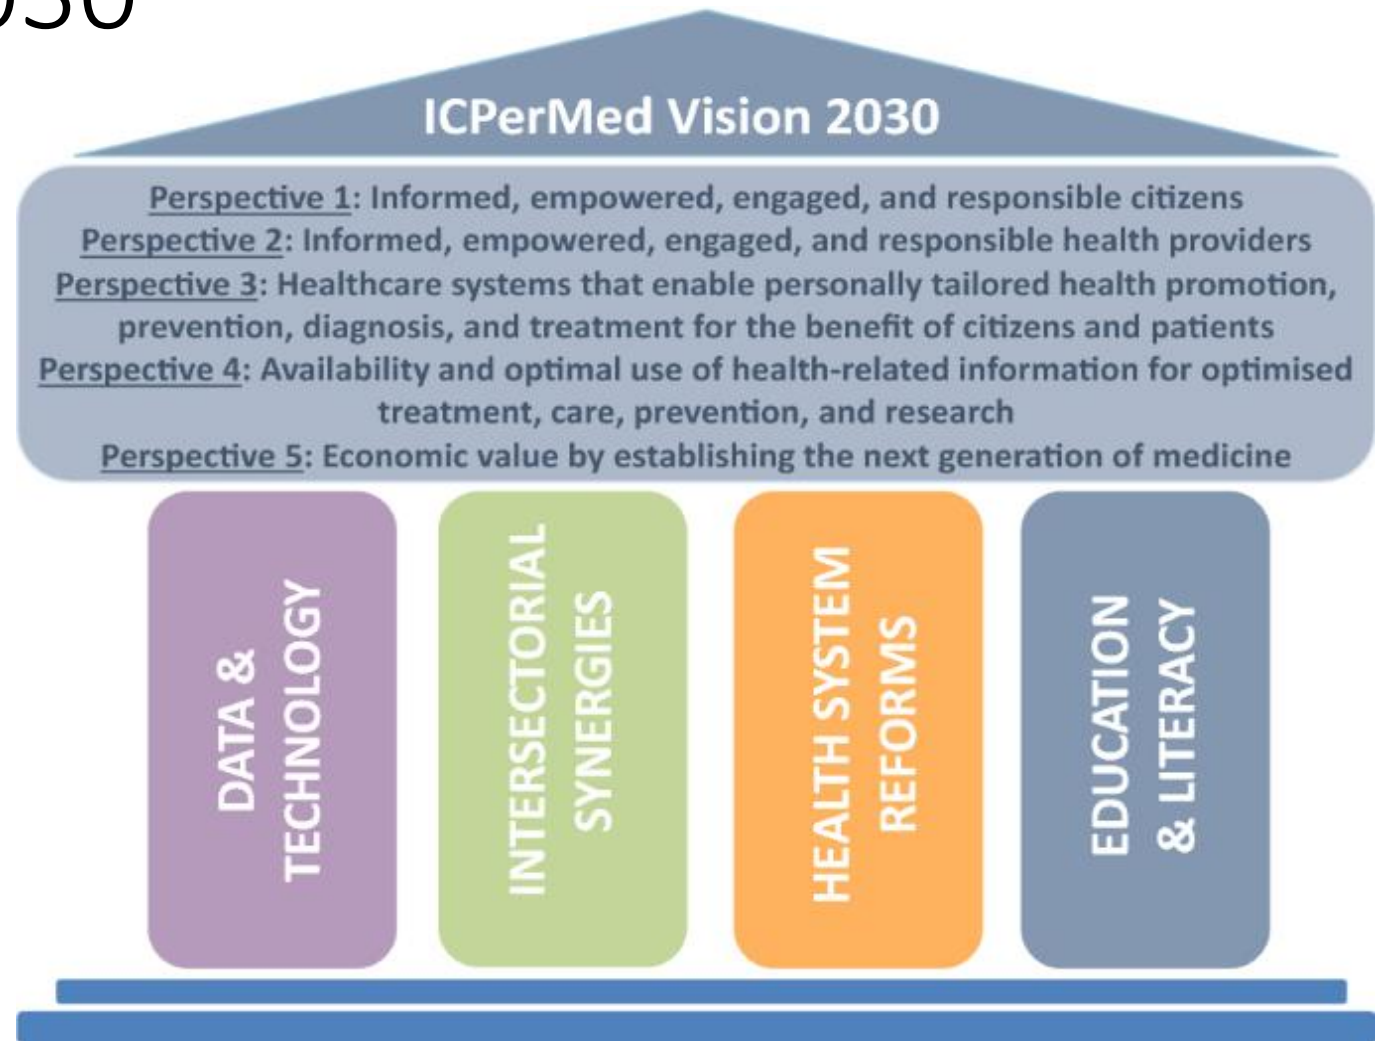 030
ICPerMed Vision 2030
Perspective 1: Informed, empowered, engaged, and responsible citizens
Perspective 2: Informed, empowered, engaged, and responsible health providers
Perspective 3: Healthcare systems that enable personally tailored health promotion,
prevention, diagnosis, and treatment for the benefit of citizens and patients
Perspective 4: Availability and optimal use of health-related information for optimised
treatment, care, prevention, and research
Perspective 5: Economic value by establishing the next generation of medicine
DATA &
TECHNOLOGY
INTERSECTORIAL
SYNERGIES
HEALTH SYSTEM
REFORMS
EDUCATION
& LITERACY